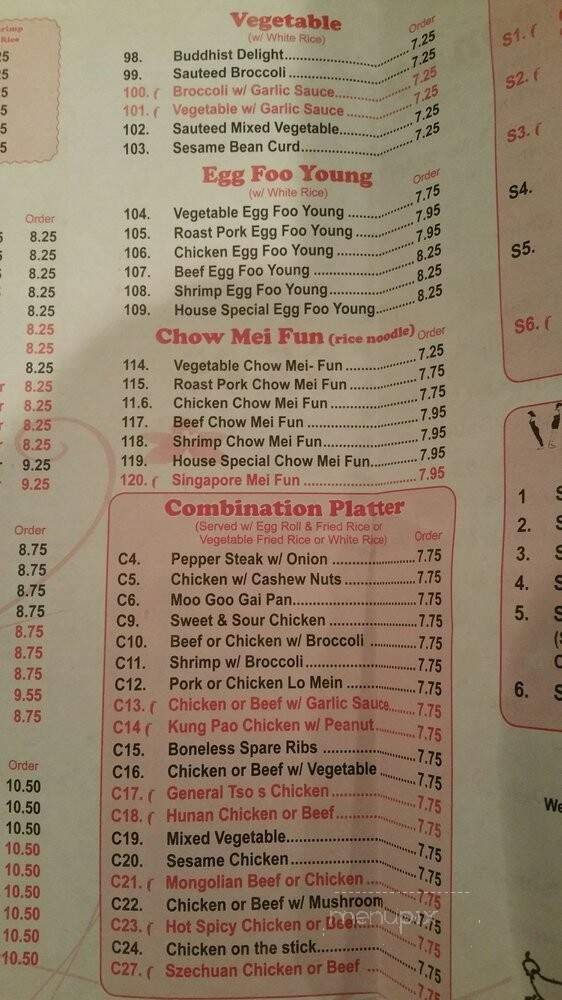 Rice
Order
8.25
8.25
8.25
8.25
8.25
8.25
8.25
8.25
8.25
8.25
8.25
8.25
9.25
9.25
Order
8.75
8.75
8.75
8.75
8.75
8.75
8.75
9.55
8.75
Order
10.50
10.50
10.50
10.50
10.50
10.50
10.50
10.50
10.50
Vegetable
(w/ White Rice) Order
98. Buddhist Delight 7.25
99. Sauteed Broccoli 7.25
100. Broccoli w/ Garlic Sauce 7.25
101. Vegetable w/ Garlic Sauce 7.25
102. Sauteed Mixed Vegetable 7.25
103. Sesame Bean Curd 7.25
Egg Foo Young
(w/ White Rice) Order
104. Vegetable Egg Foo Young 7.75
105. Roast Pork Egg Foo Young 7.95
106. Chicken Egg Foo Young 7.95
107. Beef Egg Foo Young 8.25
108. Shrimp Egg Foo Young 8.25
109. House Special Egg Foo Young 8.25
Chow Mei Fun (rice noodle) Order
114. Vegetable Chow Mei- Fun 7.25
115. Roast Pork Chow Mei Fun 7.75
11.6. Chicken Chow Mei Fun 7.75
117. Beef Chow Mei Fun 7.95
118. Shrimp Chow Mei Fun 7.95
119. House Special Chow Mei Fun 7.95
120. Singapore Mei Fun 7.95
Combination Platter
(Served w/ Egg Roll & Fried Rice or
Vegetable Fried Rice or White Rice) Order
C4. Pepper Steak w/ Onion 7.75
C5. Chicken w/ Cashew Nuts 7.75
C6. Moo Goo Gai Pan 7.75
C9. Sweet & Sour Chicken 7.75
C10. Beef or Chicken w/ Broccoli 7.75
C11. Shrimp w/ Broccoli 7.75
C12. Pork or Chicken Lo Mein 7.75
C13. Chicken or Beef w/ Garlic Sauce 7.75
C14 Kung Pao Chicken w/ Peanut 7.75
C15. Boneless Spare Ribs 7.75
C16. Chicken or Beef w/ Vegetable 7.75
C17. General Tso s Chicken 7.75
C18. Hunan Chicken or Beef 7.75
C19. Mixed Vegetable 7.75
C20. Sesame Chicken 7.75
C21. Mongolian Beef or Chicken 7.75
C22. Chicken or Beef w/ Mushroom 7.75
C23. Hot Spicy Chicken or Beef 7.75
C24. Chicken on the stick 7.75
C27. Szechuan Chicken or Beef 7.75
menupix
S1.
S2.
S3.
S4.
S5.
S6.
1
2.
3.
4.
5.
6.
We